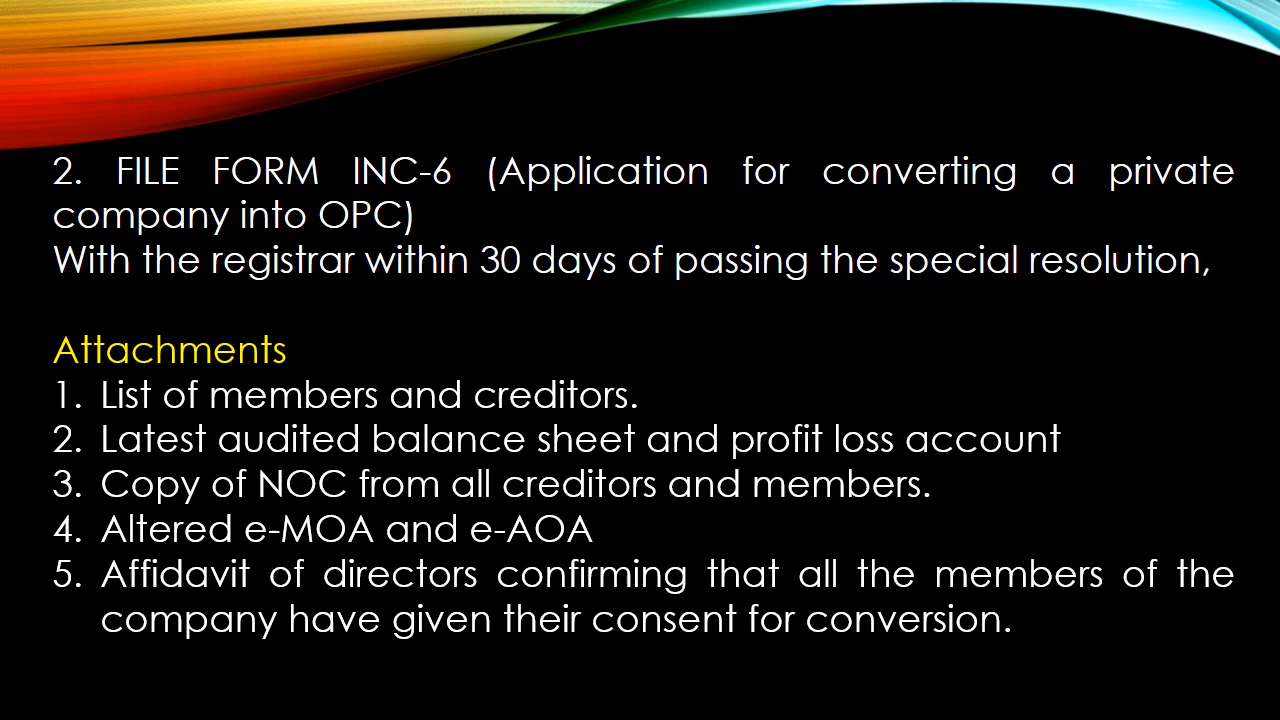 2. FILE FORM INC-6 (Application for converting a private
company into OPC)
With the registrar within 30 days of passing the special resolution,
Attachments
1. List of members and creditors.
2. Latest audited balance sheet and profit loss account
3. Copy of NOC from all creditors and members.
4. Altered e-MOA and e-AOA
5. Affidavit of directors confirming that all the members of the
company have given their consent for conversion.